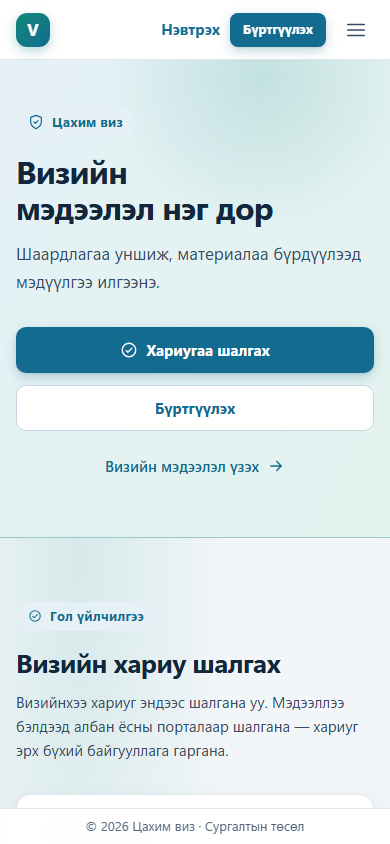 V
Нэвтрэх
Бүртгүүлэх
Цахим виз
Визийн
мэдээлэл нэг дор
Шаардлагаа уншиж, материалаа бүрдүүлээд
мэдүүлгээ илгээнэ.
Хариугаа шалгах
Бүртгүүлэх
Визийн мэдээлэл үзэх
Гол үйлчилгээ
Визийн хариу шалгах
Визийнхээ хариуг эндээс шалгана уу. Мэдээллээ
бэлдээд албан ёсны порталаар шалгана — хариуг
эрх бүхий байгууллага гаргана.
© 2026 Цахим виз · Сургалтын төсөл